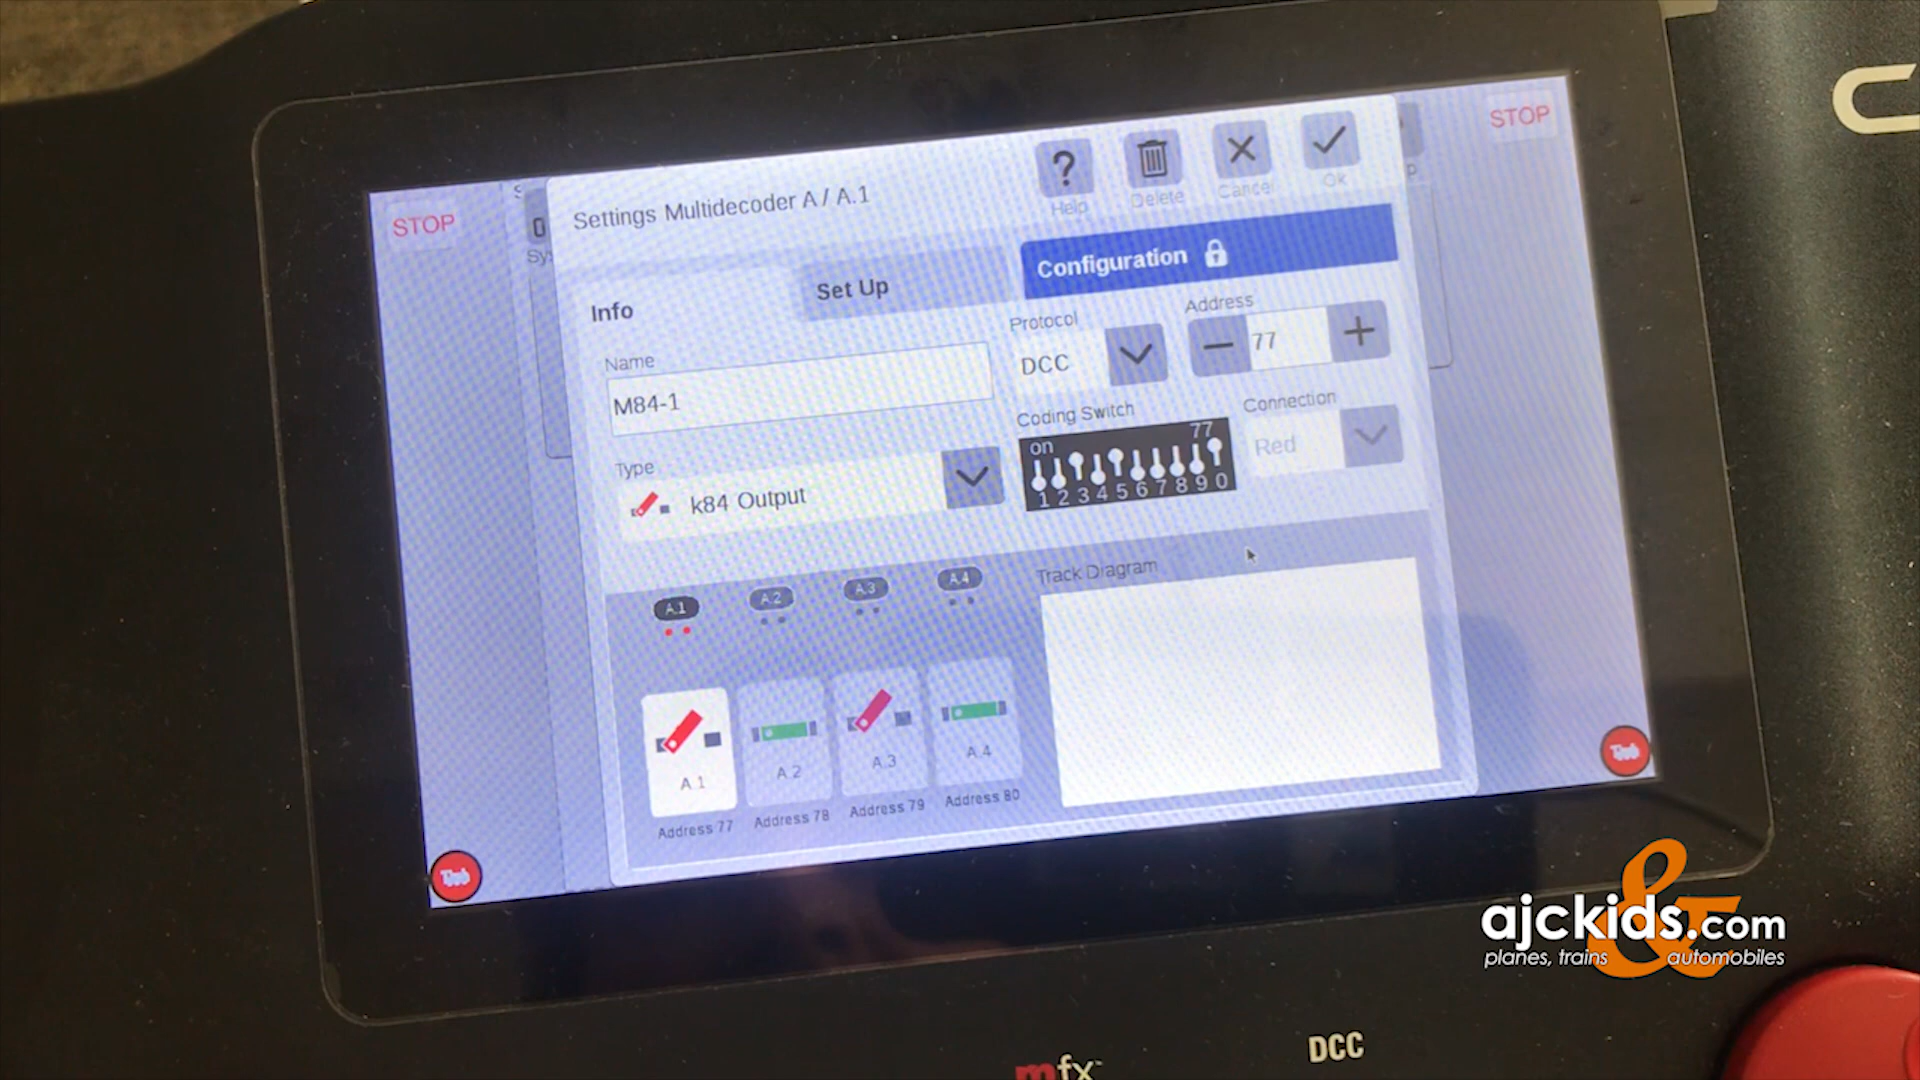 STOP
STOP
Settings Multidecoder A / A.1
Help
Delete
Cancel
Ok
Info
Set Up
Configuration
Name
M84-1
Type
k84 Output
Protocol
DCC
Address
77
Coding Switch
on
77
1 2 3 4 5 6 7 8 9 0
Connection
Red
A.1
A.2
A.3
A.4
Track Diagram
A.1
A.2
A.3
A.4
Address 77
Address 78
Address 79
Address 80
ajckids.com
planes, trains & automobiles
mfx
DCC